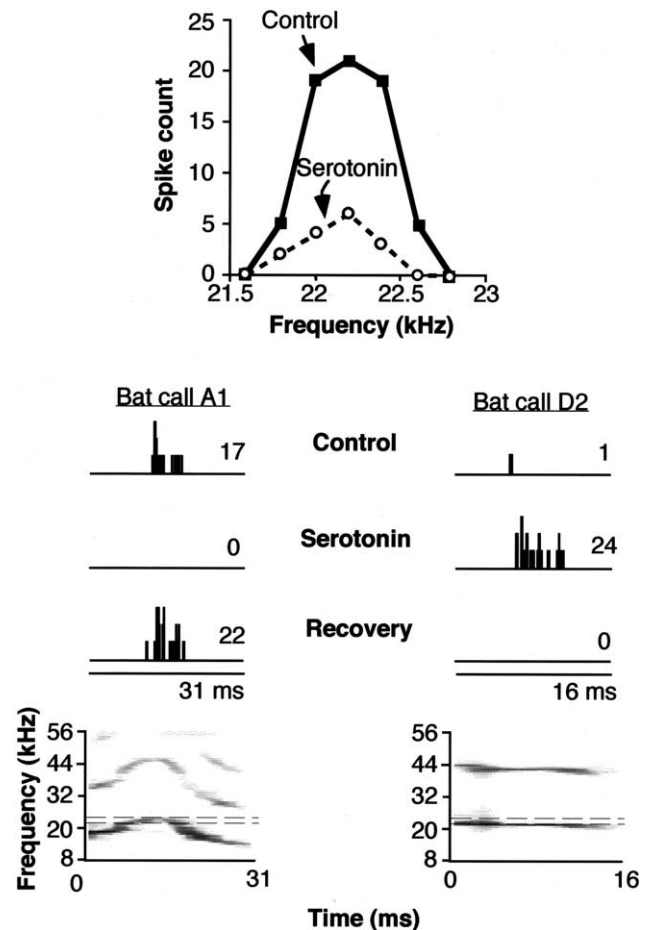 25
20
15
10
5
0
Spike count
Control
Serotonin
21.5 22 22.5 23
Frequency (kHz)
Bat call A1
Bat call D2
17 Control 1
0 Serotonin 24
22 Recovery 0
31 ms 16 ms
Frequency (kHz)
56 56
44 44
32 32
20 20
8 8
0 31 0 16
Time (ms)